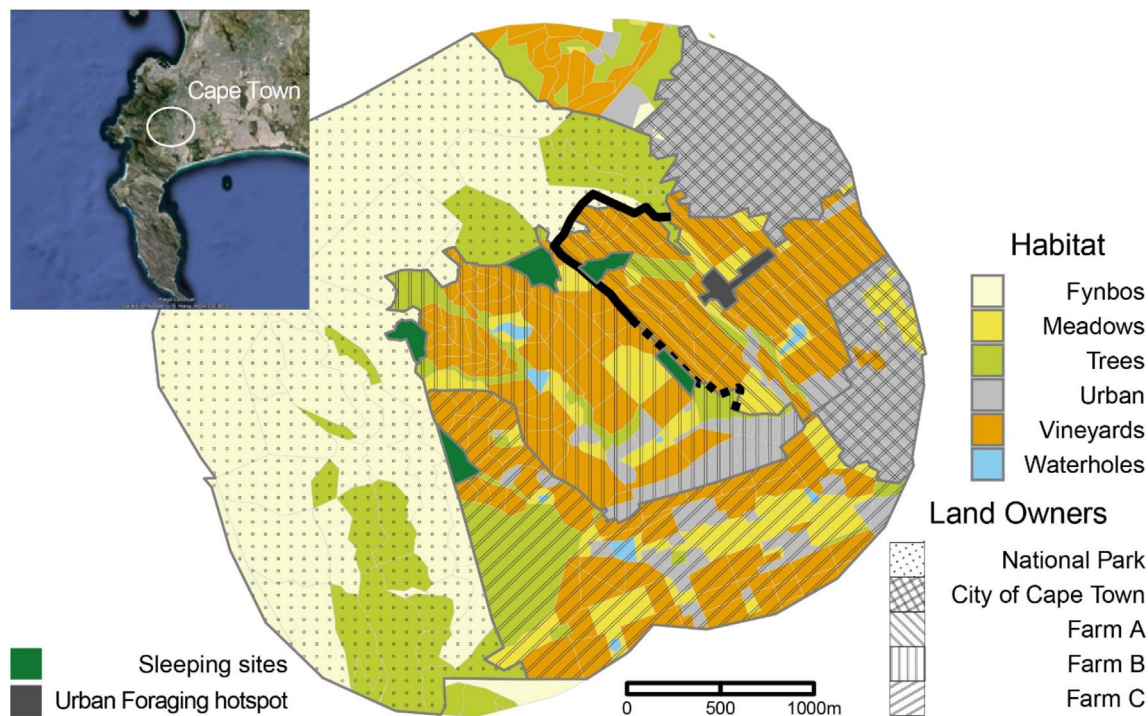 Cape Town
Habitat
Fynbos
Meadows
Trees
Urban
Vineyards
Waterholes
Land Owners
National Park
City of Cape Town
Farm A
Farm B
Farm C
Sleeping sites
Urban Foraging hotspot
0 500 1000m